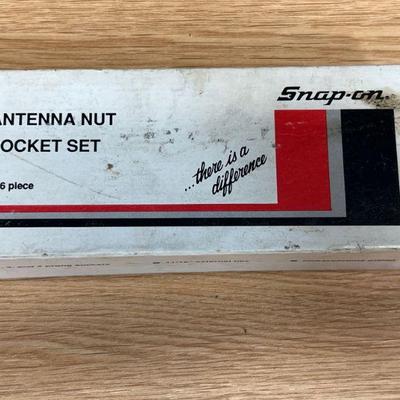 Snap-on
ANTENNA NUT
OCKET SET
6 piece
...there is a
difference